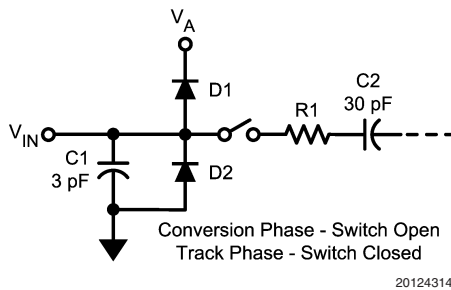 VA
D1
C2
30 pF
R1
VIN
C1
3 pF
D2
Conversion Phase - Switch Open
Track Phase - Switch Closed
20124314